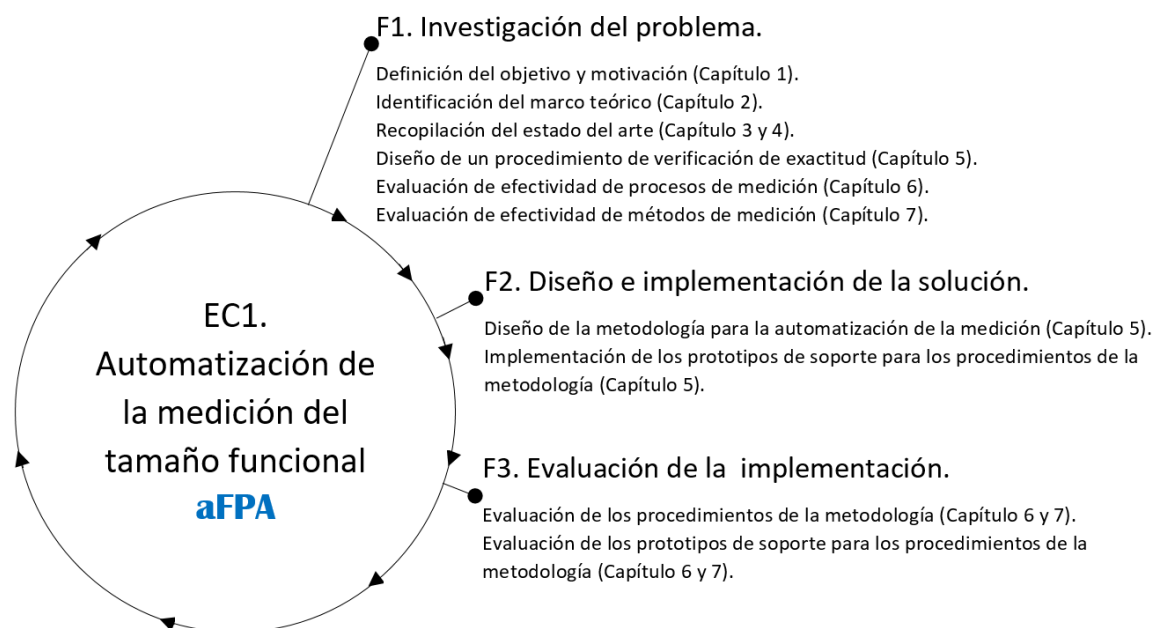 F1. Investigación del problema.
Definición del objetivo y motivación (Capítulo 1).
Identificación del marco teórico (Capítulo 2).
Recopilación del estado del arte (Capítulo 3 y 4).
Diseño de un procedimiento de verificación de exactitud (Capítulo 5).
Evaluación de efectividad de procesos de medición (Capítulo 6).
Evaluación de efectividad de métodos de medición (Capítulo 7).
EC1.
Automatización de
la medición del
tamaño funcional
aFPA
F2. Diseño e implementación de la solución.
Diseño de la metodología para la automatización de la medición (Capítulo 5).
Implementación de los prototipos de soporte para los procedimientos de la
metodología (Capítulo 5).
F3. Evaluación de la implementación.
Evaluación de los procedimientos de la metodología (Capítulo 6 y 7).
Evaluación de los prototipos de soporte para los procedimientos de la
metodología (Capítulo 6 y 7).